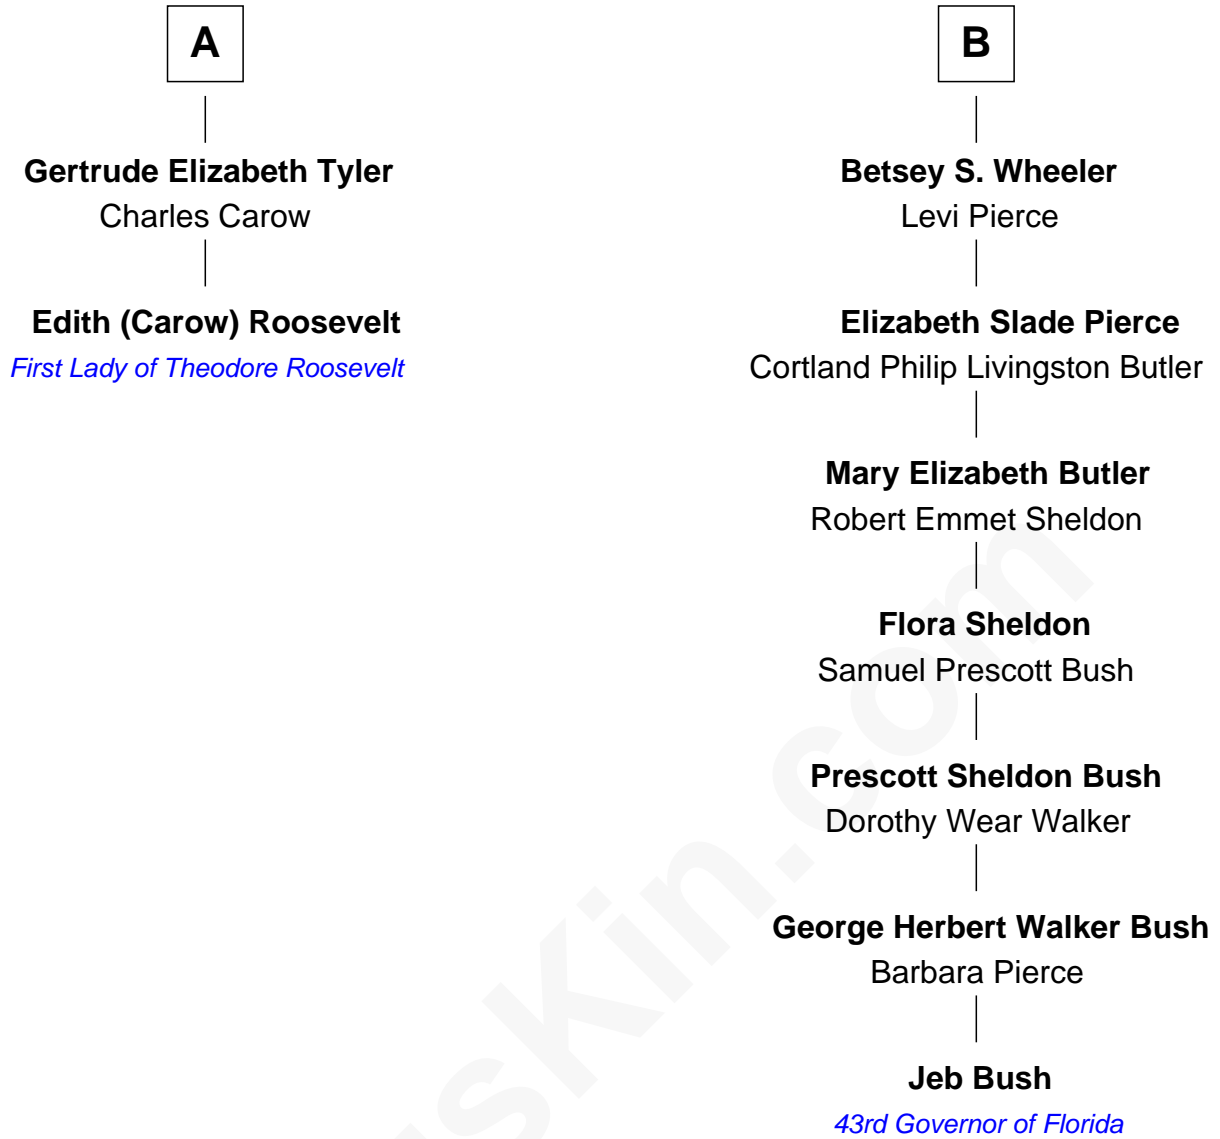 A
Gertrude Elizabeth Tyler
Charles Carow
Edith (Carow) Roosevelt
First Lady of Theodore Roosevelt
B
Betsey S. Wheeler
Levi Pierce
Elizabeth Slade Pierce
Cortland Philip Livingston Butler
Mary Elizabeth Butler
Robert Emmet Sheldon
Flora Sheldon
Samuel Prescott Bush
Prescott Sheldon Bush
Dorothy Wear Walker
George Herbert Walker Bush
Barbara Pierce
Jeb Bush
43rd Governor of Florida
sKin.com